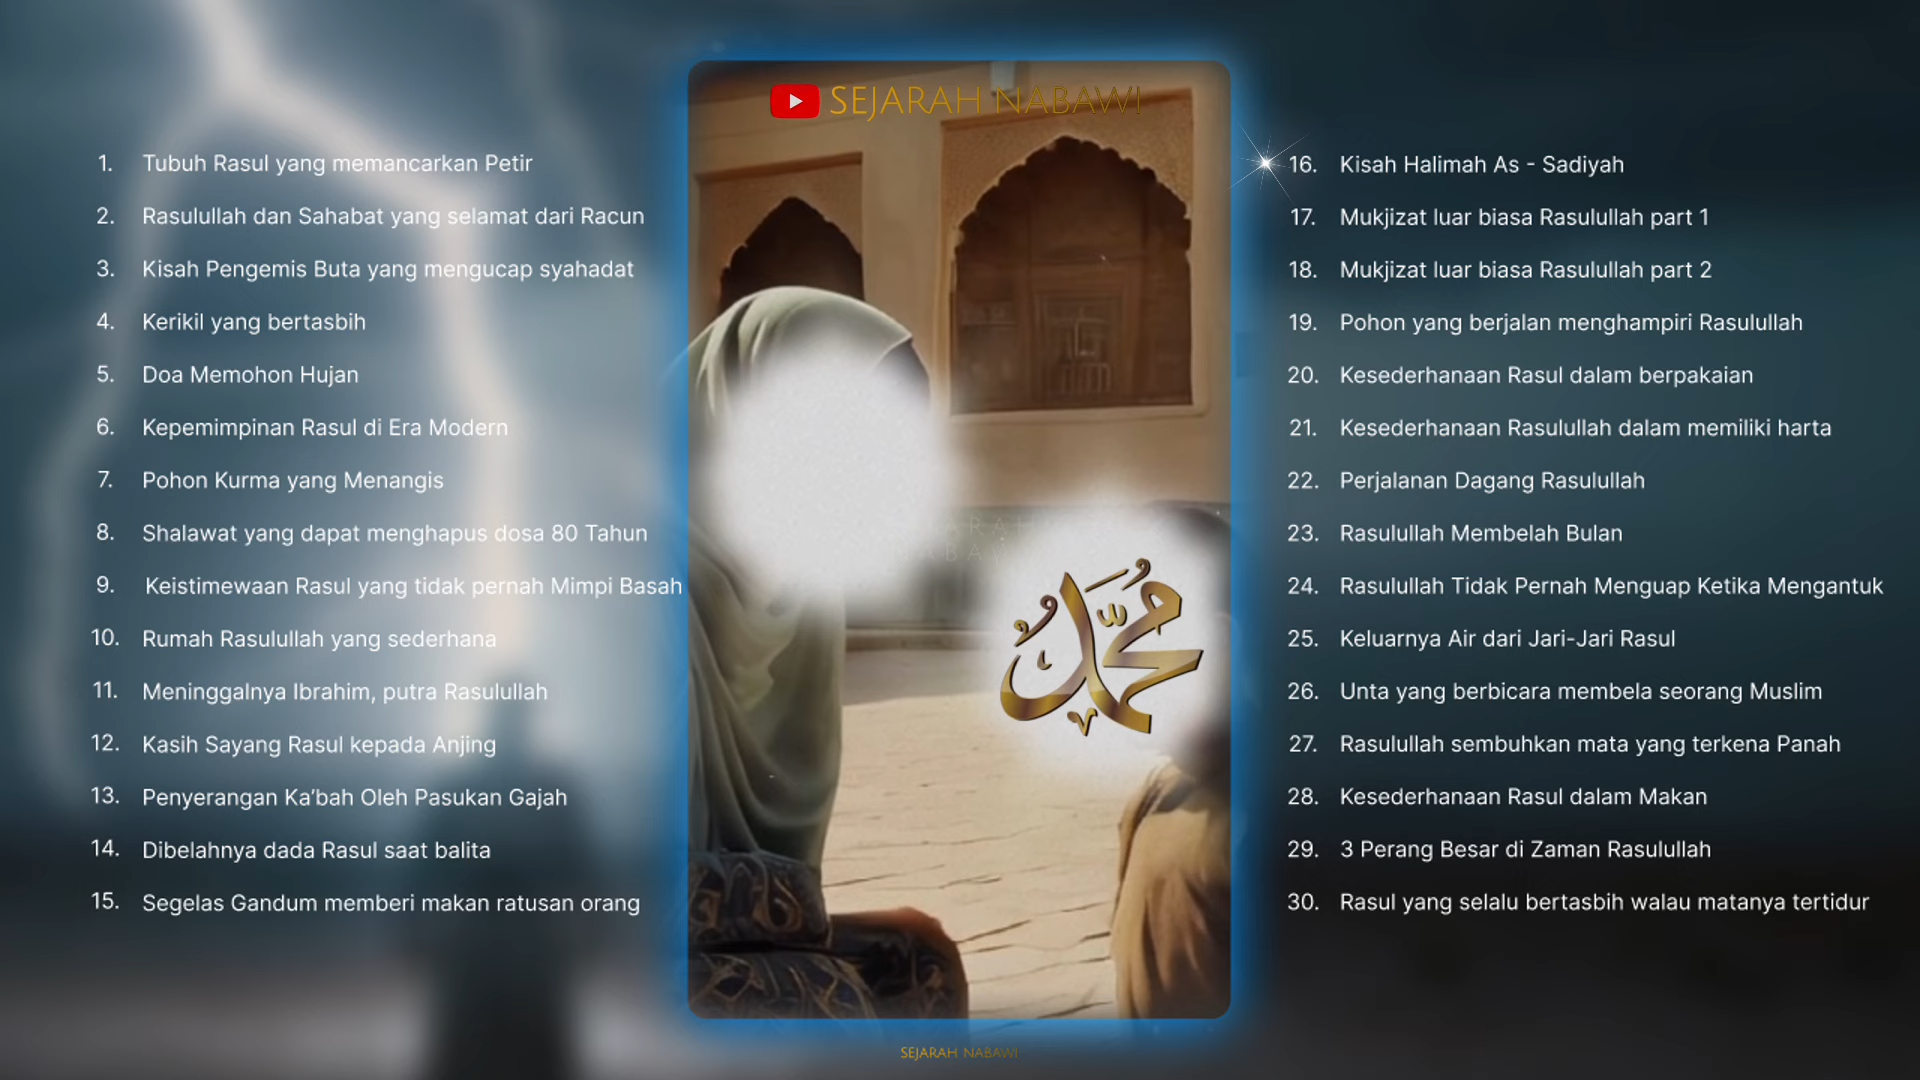 SEJARAH NABAWI
1. Tubuh Rasul yang memancarkan Petir
2. Rasulullah dan Sahabat yang selamat dari Racun
3. Kisah Pengemis Buta yang mengucap syahadat
4. Kerikil yang bertasbih
5. Doa Memohon Hujan
6. Kepemimpinan Rasul di Era Modern
7. Pohon Kurma yang Menangis
8. Shalawat yang dapat menghapus dosa 80 Tahun
9. Keistimewaan Rasul yang tidak pernah Mimpi Basah
10. Rumah Rasulullah yang sederhana
11. Meninggalnya Ibrahim, putra Rasulullah
12. Kasih Sayang Rasul kepada Anjing
13. Penyerangan Ka’bah Oleh Pasukan Gajah
14. Dibelahnya dada Rasul saat balita
15. Segelas Gandum memberi makan ratusan orang
محمد
16. Kisah Halimah As - Sadiyah
17. Mukjizat luar biasa Rasulullah part 1
18. Mukjizat luar biasa Rasulullah part 2
19. Pohon yang berjalan menghampiri Rasulullah
20. Kesederhanaan Rasul dalam berpakaian
21. Kesederhanaan Rasulullah dalam memiliki harta
22. Perjalanan Dagang Rasulullah
23. Rasulullah Membelah Bulan
24. Rasulullah Tidak Pernah Menguap Ketika Mengantuk
25. Keluarnya Air dari Jari-Jari Rasul
26. Unta yang berbicara membela seorang Muslim
27. Rasulullah sembuhkan mata yang terkena Panah
28. Kesederhanaan Rasul dalam Makan
29. 3 Perang Besar di Zaman Rasulullah
30. Rasul yang selalu bertasbih walau matanya tertidur
SEJARAH NABAWI